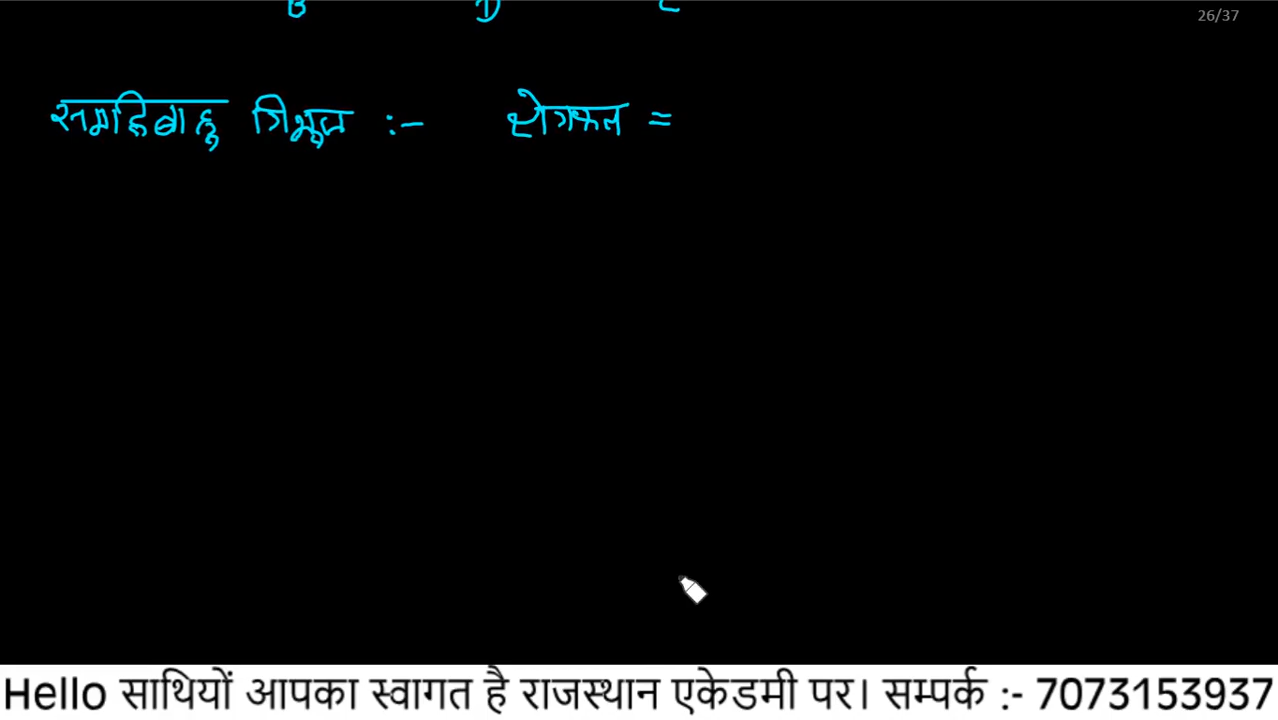 B D C
26/37
समद्विबाहु त्रिभुज :- क्षेत्रफल =
Hello साथियों आपका स्वागत है राजस्थान एकेडमी पर। सम्पर्क :- 7073153937